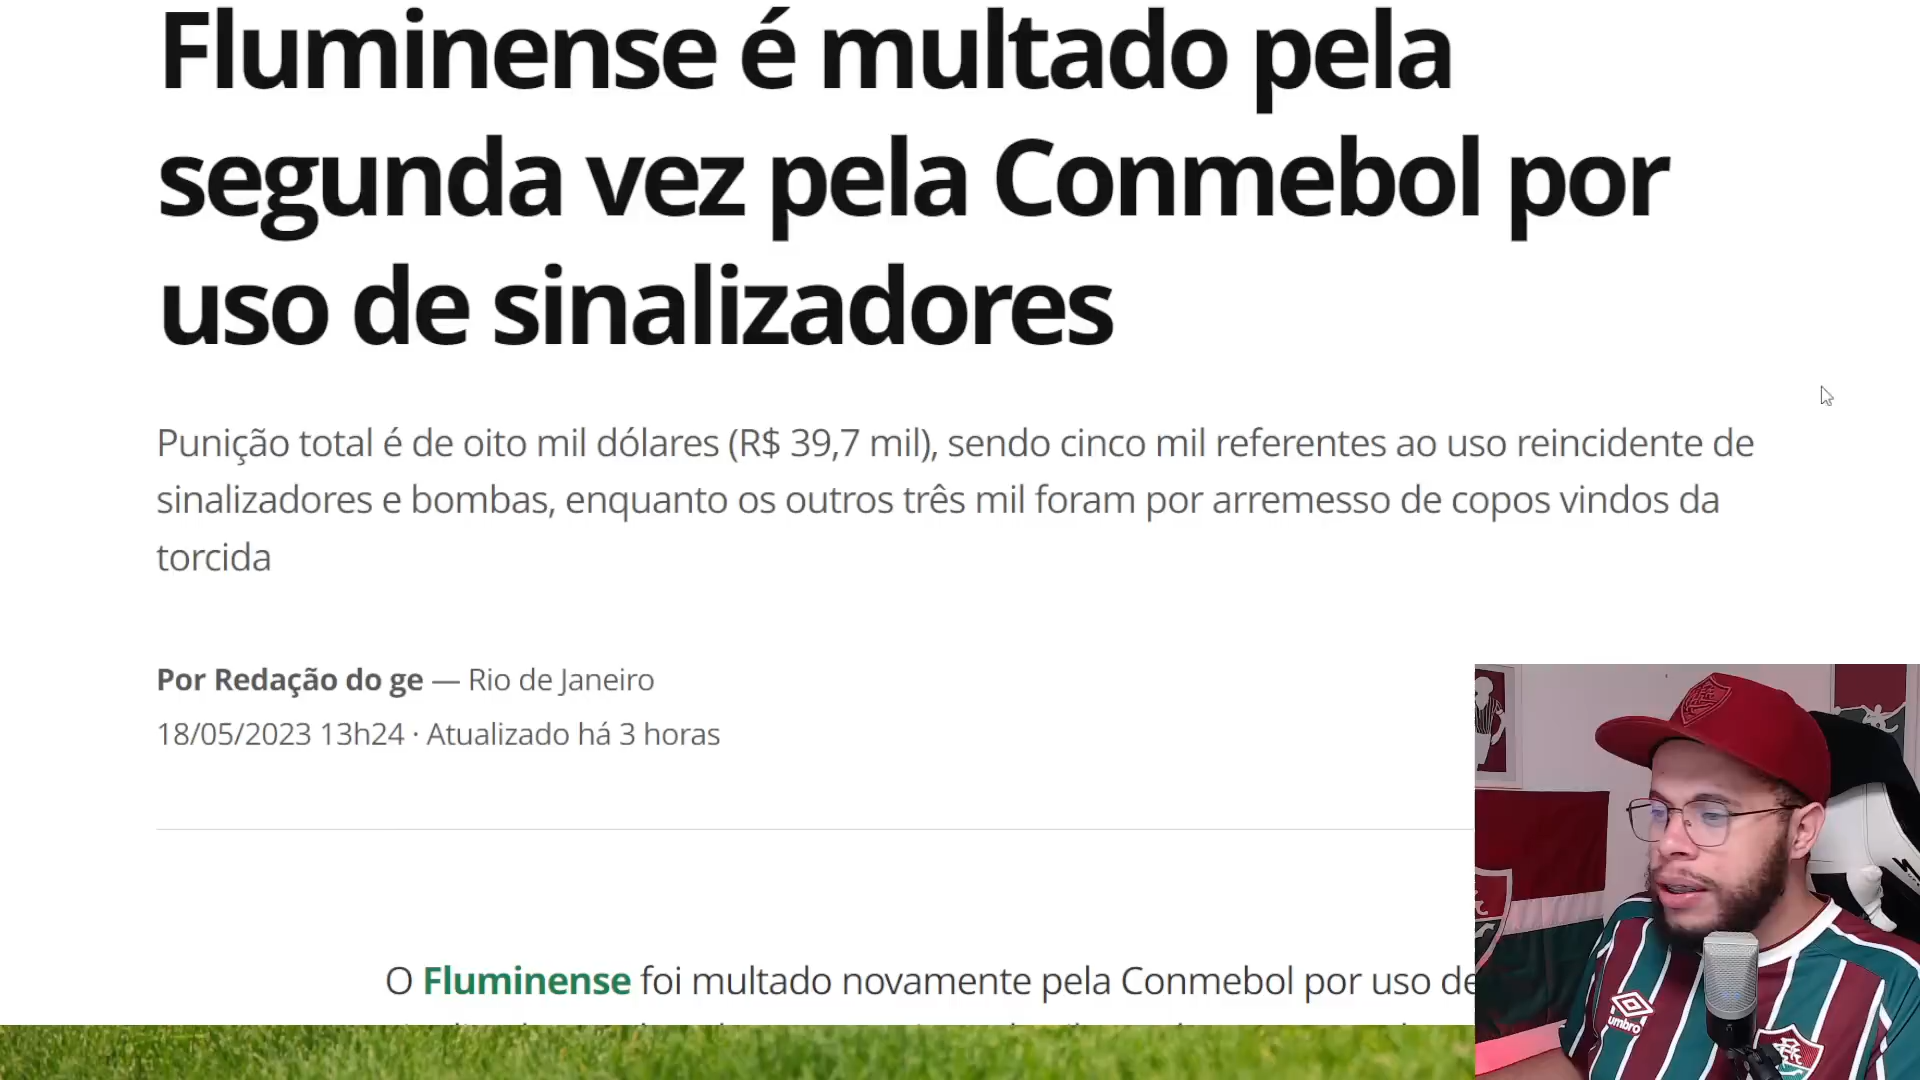 Fluminense é multado pela
segunda vez pela Conmebol por
uso de sinalizadores
Punição total é de oito mil dólares (R$ 39,7 mil), sendo cinco mil referentes ao uso reincidente de
sinalizadores e bombas, enquanto os outros três mil foram por arremesso de copos vindos da
torcida
Por Redação do ge — Rio de Janeiro
18/05/2023 13h24 · Atualizado há 3 horas
O Fluminense foi multado novamente pela Conmebol por uso de
umbro